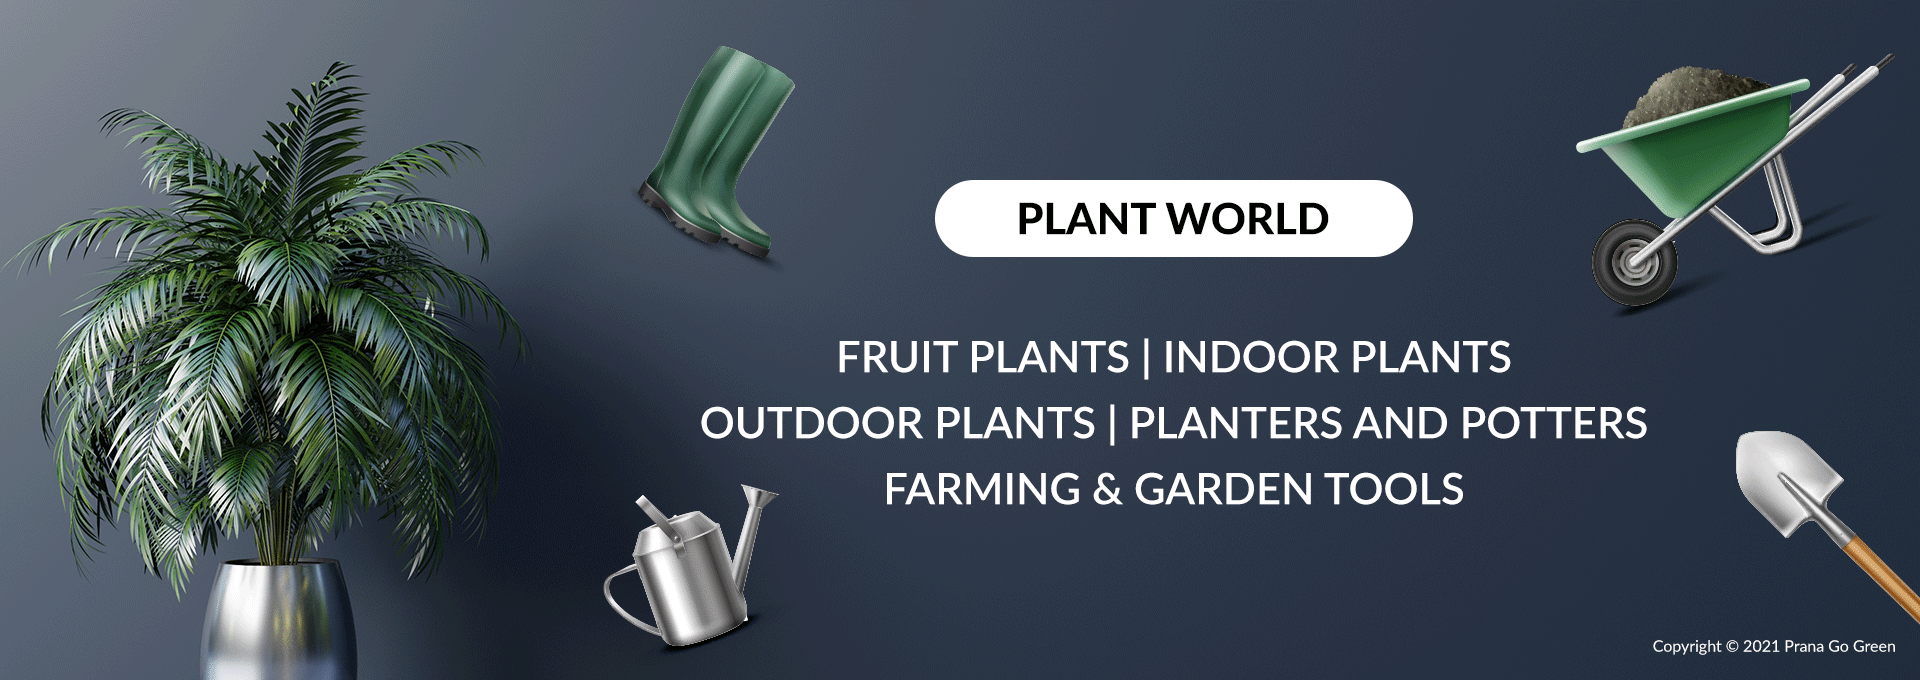 PLANT WORLD
FRUIT PLANTS | INDOOR PLANTS
OUTDOOR PLANTS | PLANTERS AND POTTERS
FARMING & GARDEN TOOLS
Copyright © 2021 Prana Go Green